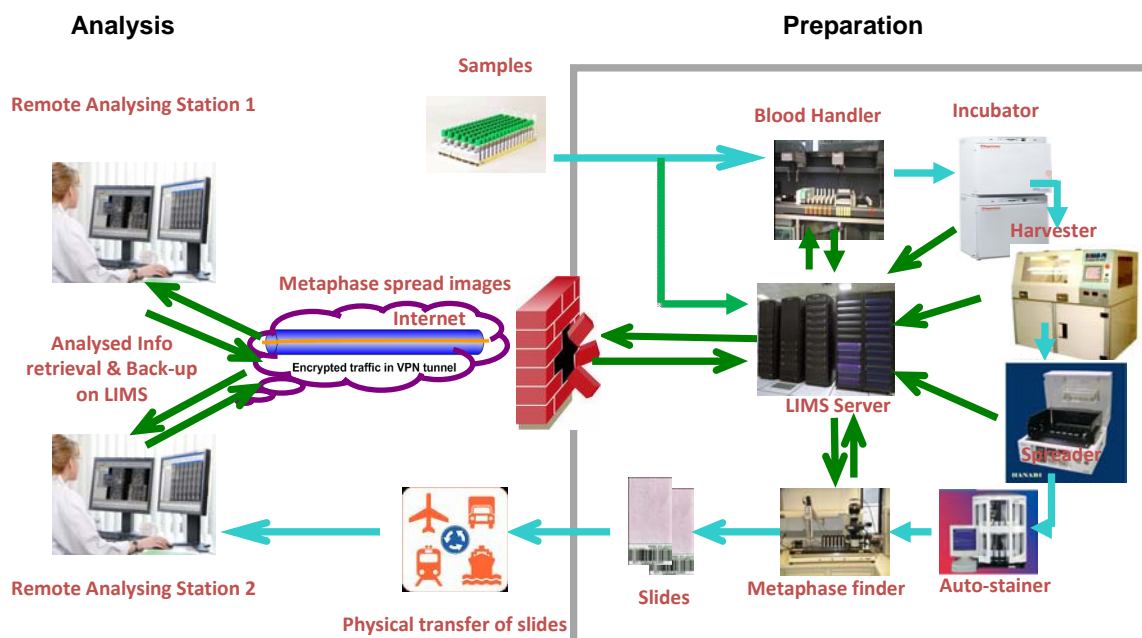 Analysis
Preparation
Samples
Remote Analysing Station 1
Blood Handler
Incubator
Harvester
Metaphase spread images
Internet
Encrypted traffic in VPN tunnel
Analysed Info
retrieval & Back-up
on LIMS
LIMS Server
Spreader
HANABI
Remote Analysing Station 2
Physical transfer of slides
Slides
Metaphase finder
Auto-stainer